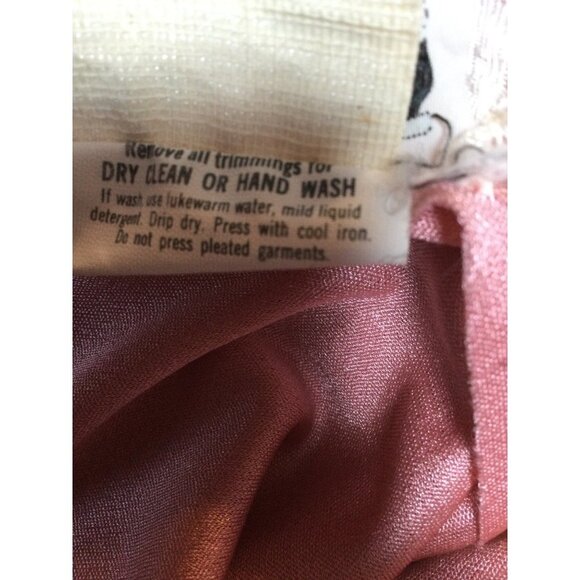 Remove all trimmings for
DRY CLEAN OR HAND WASH
If wash use lukewarm water, mild liquid
detergent. Drip dry. Press with cool iron.
Do not press pleated garments.